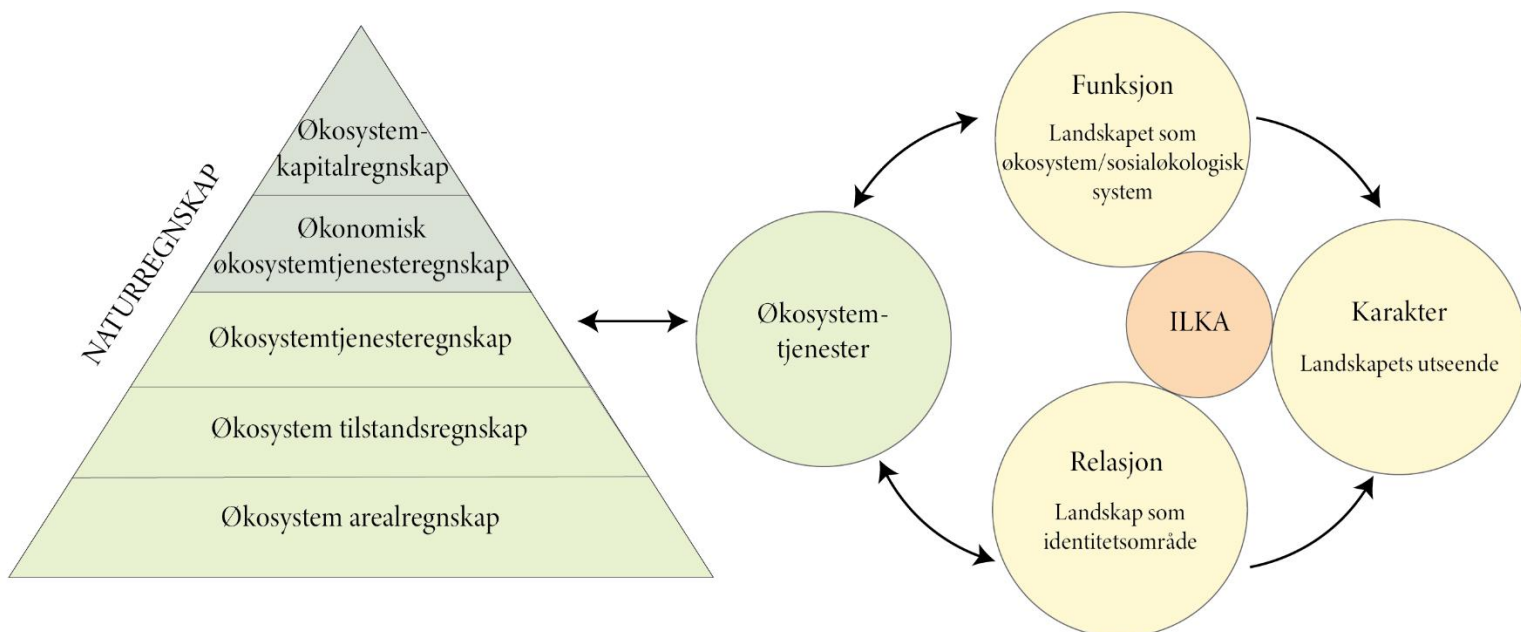 NATURREGNSKAP
Økosystem-
kapitalregnskap
Økonomisk
økosystemtjenesteregnskap
Økosystemtjenesteregnskap
Økosystem tilstandsregnskap
Økosystem arealregnskap
Økosystem-
tjenester
Funksjon
Landskapet som
økosystem/sosialøkologisk
system
ILKA
Karakter
Landskapets utseende
Relasjon
Landskap som
identitetsområde